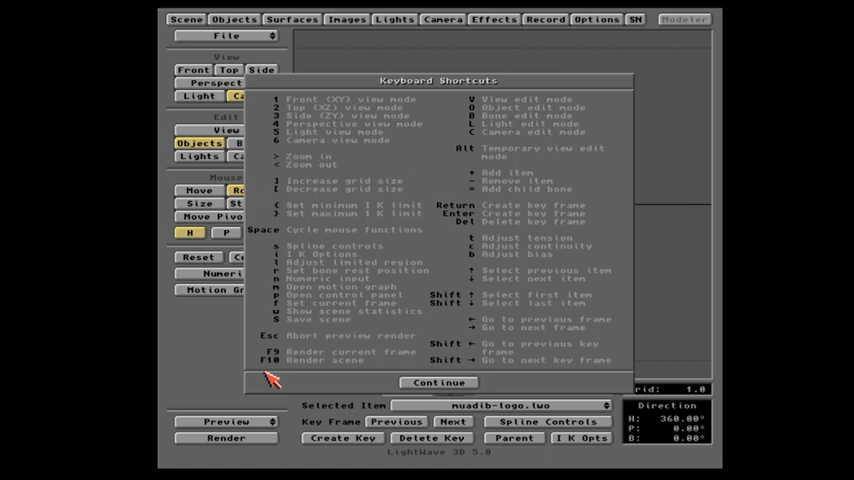 Scene Objects Surfaces Images Lights Camera Effects Record Options SN Modeler
File
View
Front Top Side
Perspect
Light Ca
Edit
View
Objects B
Lights Ca
Mouse
Move Ro
Size St
Move Pivo
H P
Reset Co
Numeri
Motion Gr
Keyboard Shortcuts
1 Front (XY) view mode
2 Top (XZ) view mode
3 Side (ZY) view mode
4 Perspective view mode
5 Light view mode
6 Camera view mode
> Zoom in
< Zoom out
] Increase grid size
[ Decrease grid size
{ Set minimum I K limit
} Set maximum I K limit
Space Cycle mouse functions
s Spline controls
i I K Options
l Adjust limited region
r Set bone rest position
n Numeric input
m Open motion graph
p Open control panel
f Set current frame
w Show scene statistics
S Save scene
Esc Abort preview render
F9 Render current frame
F10 Render scene
V View edit mode
O Object edit mode
B Bone edit mode
L Light edit mode
C Camera edit mode
Alt Temporary view edit
mode
+ Add item
- Remove item
= Add child bone
Return Create key frame
Enter Create key frame
Del Delete key frame
t Adjust tension
c Adjust continuity
b Adjust bias
↑ Select previous item
↓ Select next item
Shift ↑ Select first item
Shift ↓ Select last item
← Go to previous frame
→ Go to next frame
Shift ← Go to previous key
frame
Shift → Go to next key frame
Continue
rid: 1.0
Selected Item muadib-logo.lwo
Key Frame Previous Next Spline Controls
Create Key Delete Key Parent I K Opts
Preview
Render
Direction
H: 360.00°
P: 0.00°
B: 0.00°
LightWave 3D 5.0